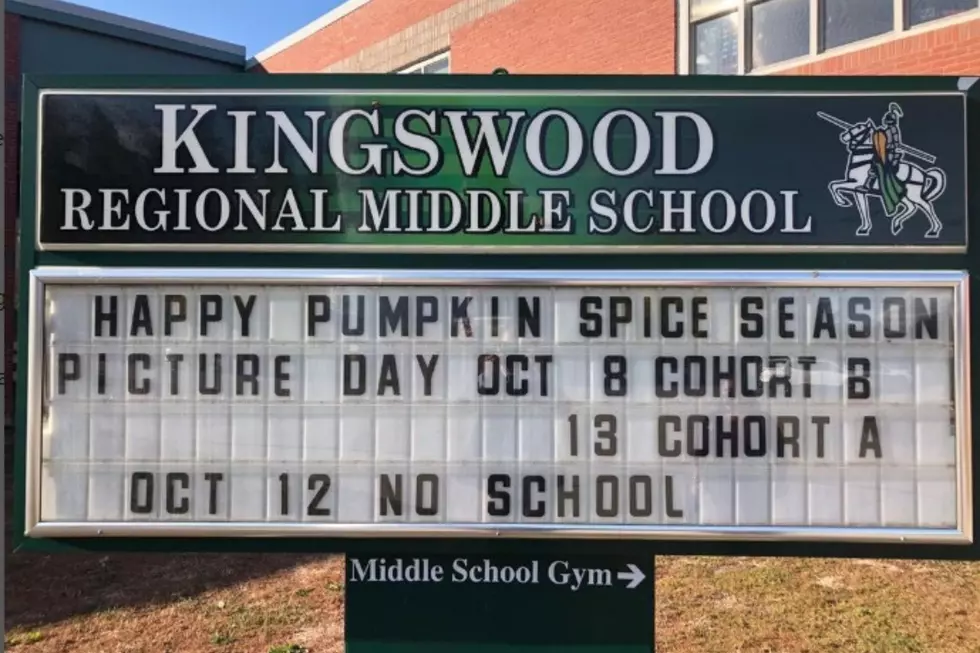 KINGSWOOD
REGIONAL MIDDLE SCHOOL
HAPPY PUMPKIN SPICE SEASON
PICTURE DAY OCT 8 COHORT B
13 COHORT A
OCT 12 NO SCHOOL
Middle School Gym→